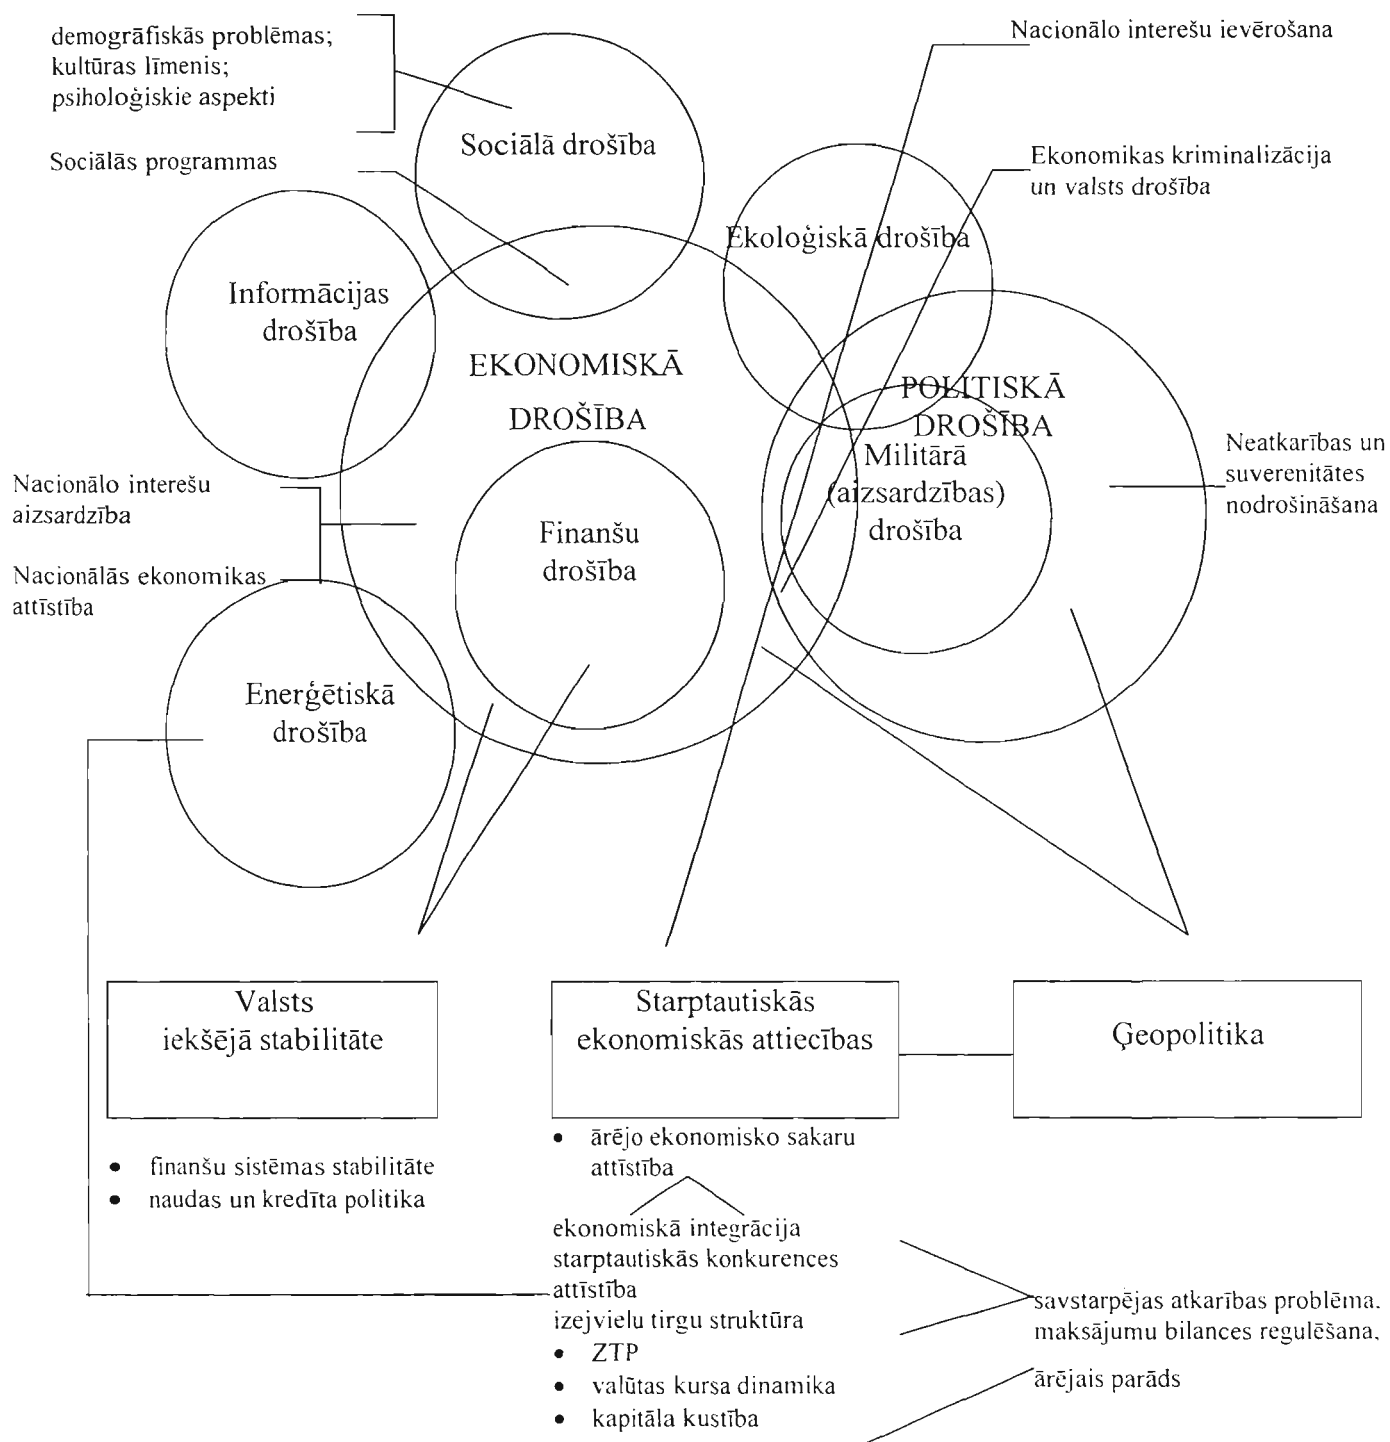 demogrāfiskās problēmas;
kultūras līmenis;
psiholoģiskie aspekti
Sociālās programmas
Nacionālo interešu ievērošana
Ekonomikas kriminalizācija
un valsts drošība
Sociālā drošība
Ekoloģiskā drošība
Informācijas
drošība
EKONOMISKĀ
DROŠĪBA
POLITISKĀ
DROŠĪBA
Militārā
(aizsardzības)
drošība
Neatkarības un
suverenitātes
nodrošināšana
Nacionālo interešu
aizsardzība
Nacionālās ekonomikas
attīstība
Finanšu
drošība
Enerģētiskā
drošība
Valsts
iekšējā stabilitāte
Starptautiskās
ekonomiskās attiecības
Ģeopolitika
• finanšu sistēmas stabilitāte
• naudas un kredīta politika
• ārējo ekonomisko sakaru
attīstība
ekonomiskā integrācija
starptautiskās konkurences
attīstība
izejvielu tirgu struktūra
• ZTP
• valūtas kursa dinamika
• kapitāla kustība
savstarpējas atkarības problēma.
maksājumu bilances regulēšana,
ārējais parāds